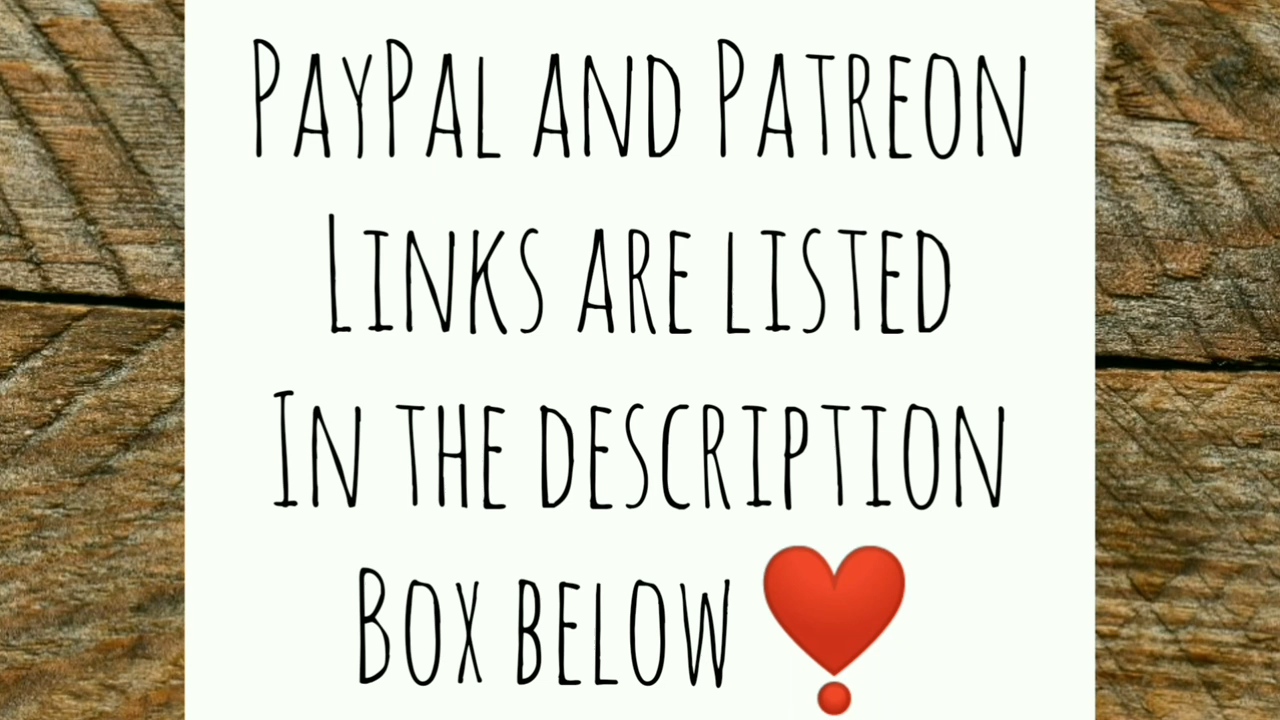 PayPal and Patreon
Links are listed
In the description
Box below ❣️